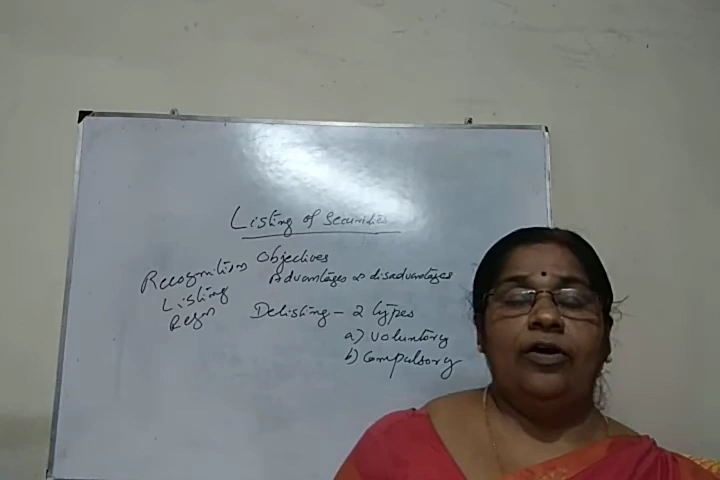 Listing of Securities
Objectives
Advantages & disadvantages
Recognition
Listing
Regn
Delisting - 2 types
a) Voluntary
b) Compulsory